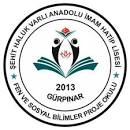 ŞEHİT HALUK VARLI ANADOLU İMAM HATİP LİSESİ
2013
GÜRPINAR
FEN VE SOSYAL BİLİMLER PROJE OKULU